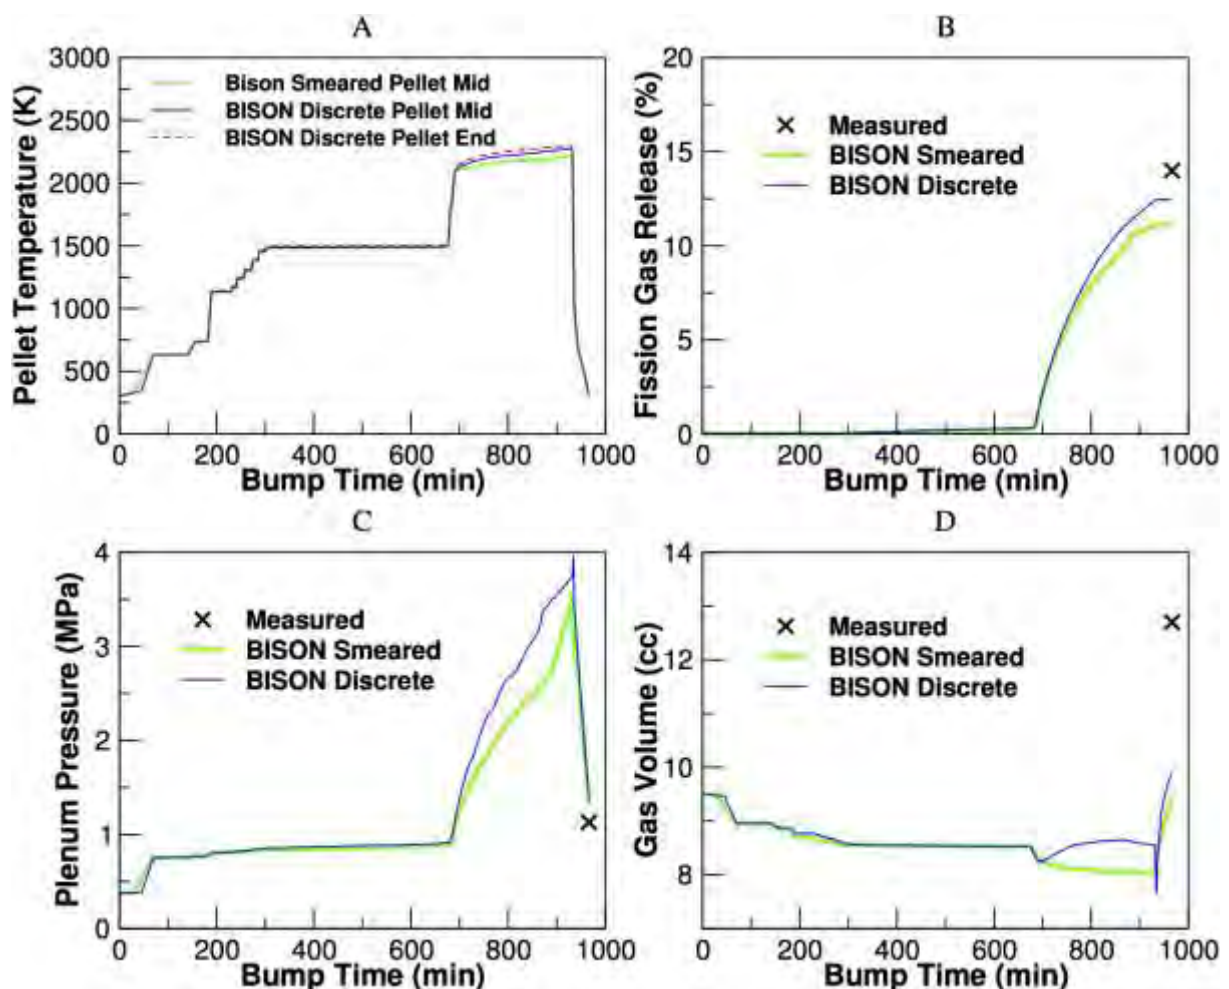 A
3000
2500
2000
1500
1000
500
0
Pellet Temperature (K)
Bison Smeared Pellet Mid
BISON Discrete Pellet Mid
BISON Discrete Pellet End
0 200 400 600 800 1000
Bump Time (min)
B
20
15
10
5
0
Fission Gas Release (%)
Measured
BISON Smeared
BISON Discrete
0 200 400 600 800 1000
Bump Time (min)
C
4
3
2
1
0
Plenum Pressure (MPa)
Measured
BISON Smeared
BISON Discrete
0 200 400 600 800 1000
Bump Time (min)
D
14
12
10
8
Gas Volume (cc)
Measured
BISON Smeared
BISON Discrete
0 200 400 600 800 1000
Bump Time (min)